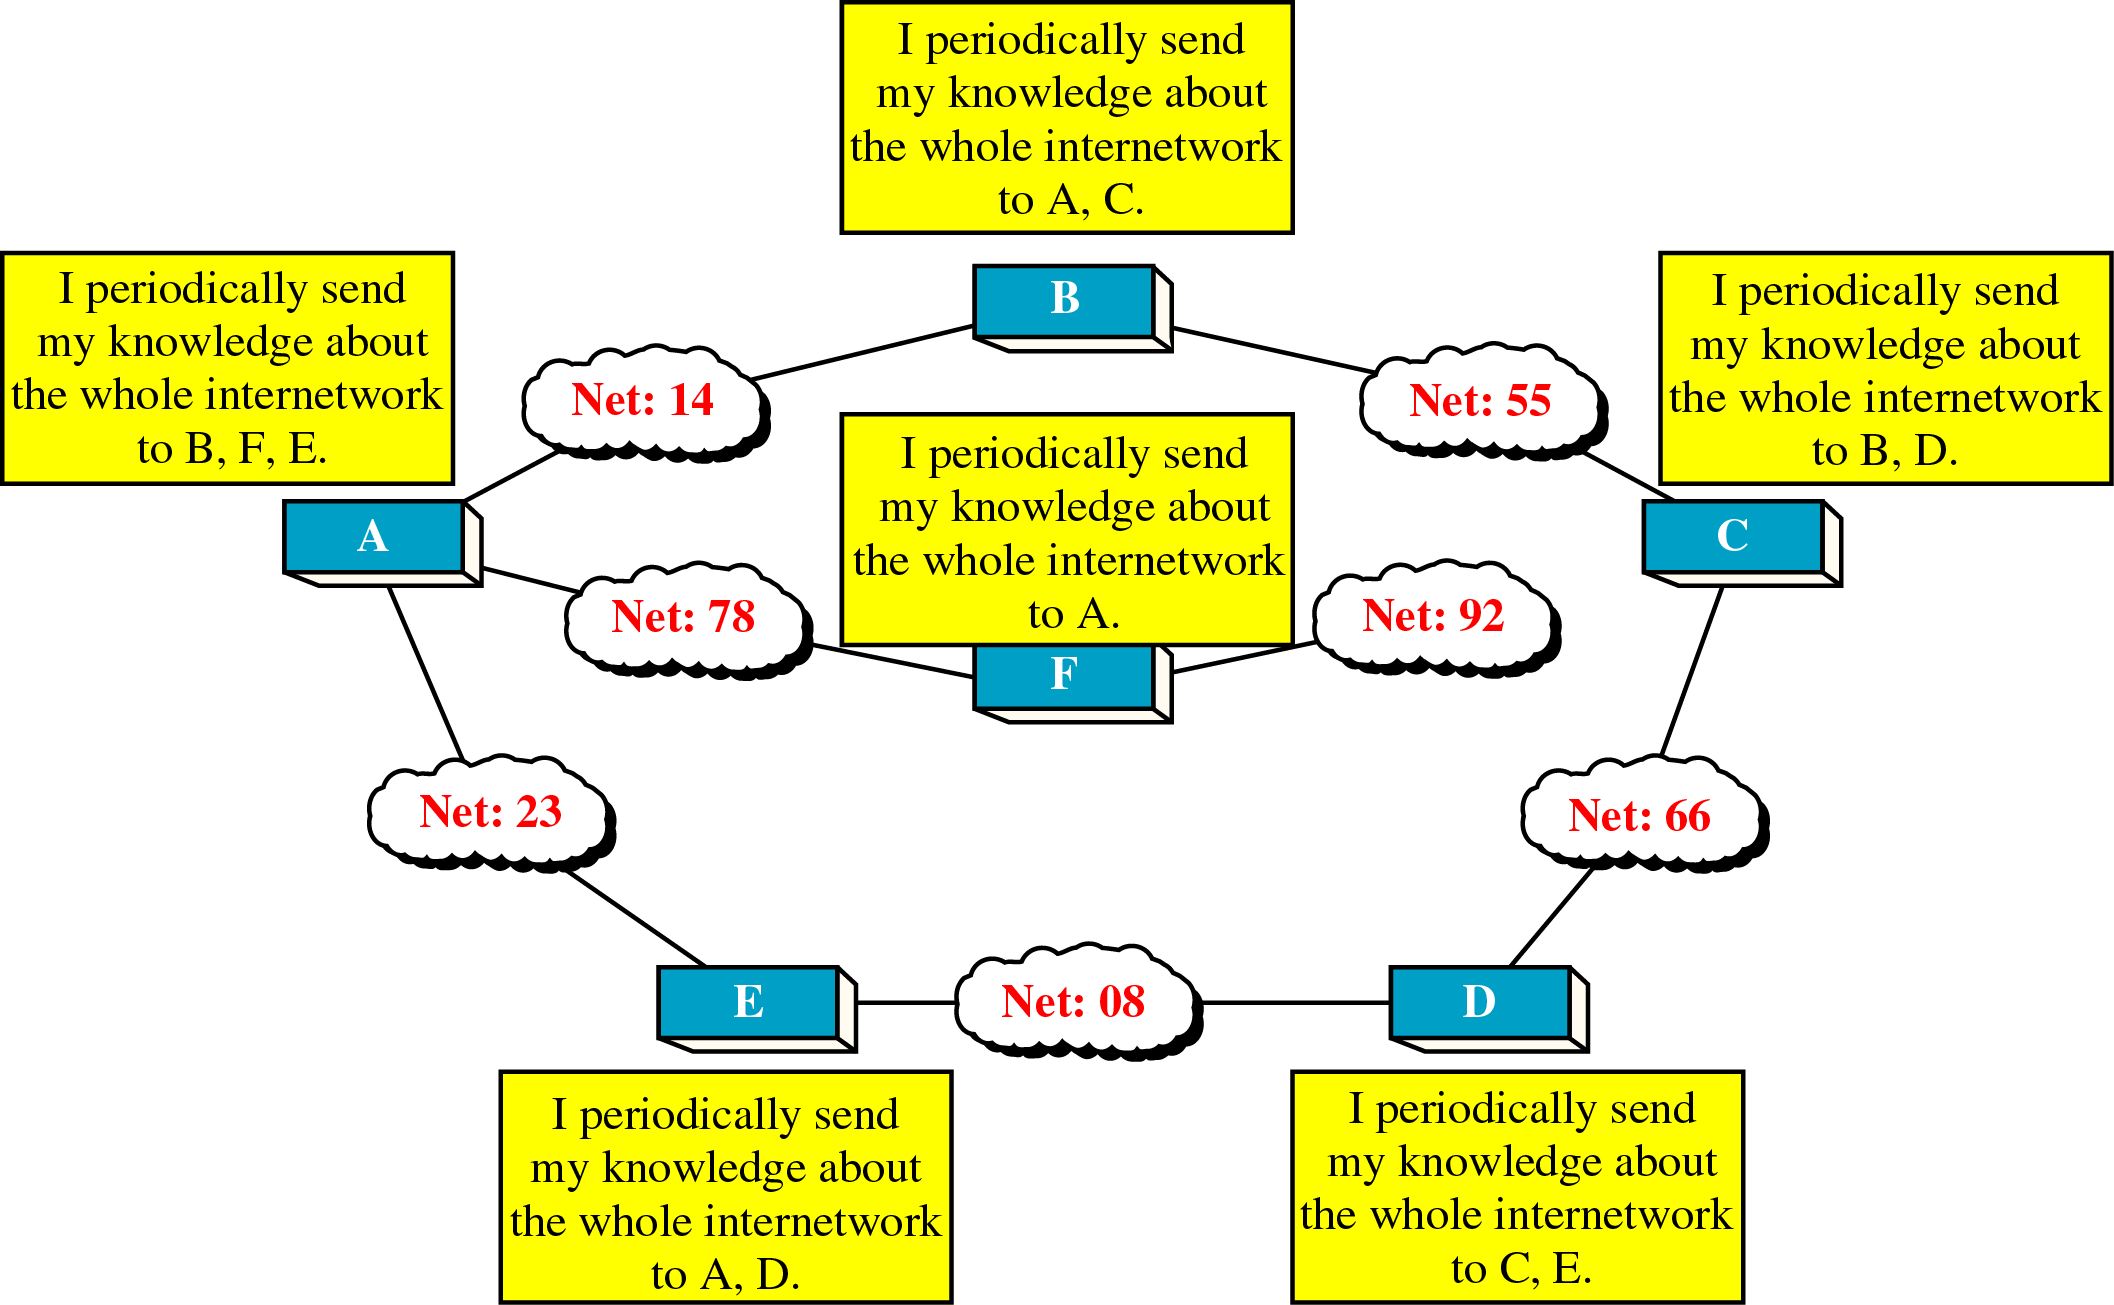 I periodically send
my knowledge about
the whole internetwork
to A, C.
B
I periodically send
my knowledge about
the whole internetwork
to B, F, E.
A
Net: 14
Net: 55
I periodically send
my knowledge about
the whole internetwork
to B, D.
C
I periodically send
my knowledge about
the whole internetwork
to A.
F
Net: 78
Net: 92
Net: 23
Net: 66
E
Net: 08
D
I periodically send
my knowledge about
the whole internetwork
to A, D.
I periodically send
my knowledge about
the whole internetwork
to C, E.